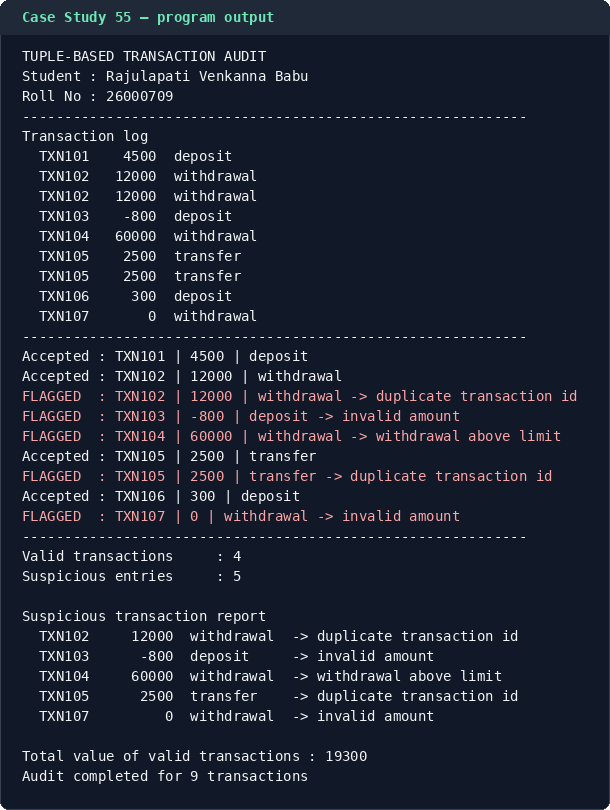 Case Study 55 — program output
TUPLE-BASED TRANSACTION AUDIT
Student : Rajulapati Venkanna Babu
Roll No : 26000709
------------------------------------------------------------
Transaction log
  TXN101    4500  deposit
  TXN102   12000  withdrawal
  TXN102   12000  withdrawal
  TXN103    -800  deposit
  TXN104   60000  withdrawal
  TXN105    2500  transfer
  TXN105    2500  transfer
  TXN106     300  deposit
  TXN107       0  withdrawal
------------------------------------------------------------
Accepted : TXN101 | 4500 | deposit
Accepted : TXN102 | 12000 | withdrawal
FLAGGED  : TXN102 | 12000 | withdrawal -> duplicate transaction id
FLAGGED  : TXN103 | -800 | deposit -> invalid amount
FLAGGED  : TXN104 | 60000 | withdrawal -> withdrawal above limit
Accepted : TXN105 | 2500 | transfer
FLAGGED  : TXN105 | 2500 | transfer -> duplicate transaction id
Accepted : TXN106 | 300 | deposit
FLAGGED  : TXN107 | 0 | withdrawal -> invalid amount
------------------------------------------------------------
Valid transactions     : 4
Suspicious entries     : 5
Suspicious transaction report
  TXN102     12000  withdrawal  -> duplicate transaction id
  TXN103      -800  deposit     -> invalid amount
  TXN104     60000  withdrawal  -> withdrawal above limit
  TXN105      2500  transfer    -> duplicate transaction id
  TXN107         0  withdrawal  -> invalid amount
Total value of valid transactions : 19300
Audit completed for 9 transactions